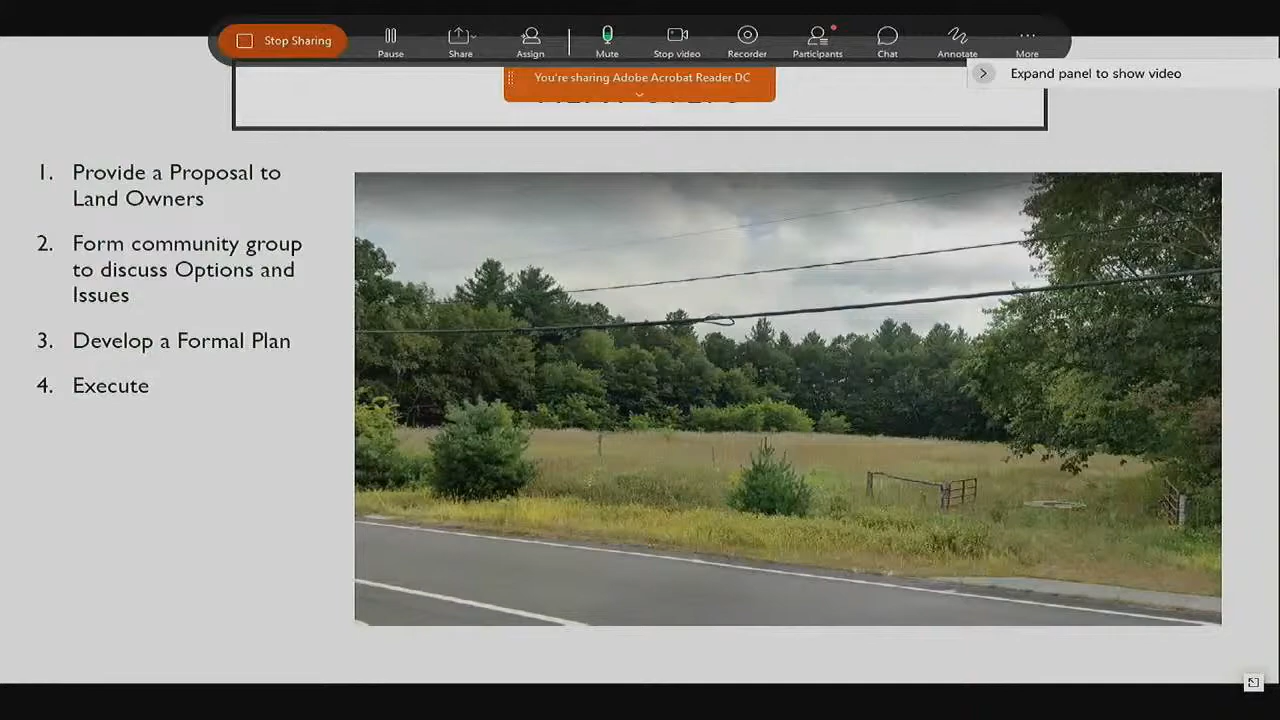 Stop Sharing
Pause
Share
Assign
Mute
Stop video
Recorder
Participants
Chat
Annotate
More
You're sharing Adobe Acrobat Reader DC
Expand panel to show video
1. Provide a Proposal to
Land Owners
2. Form community group
to discuss Options and
Issues
3. Develop a Formal Plan
4. Execute